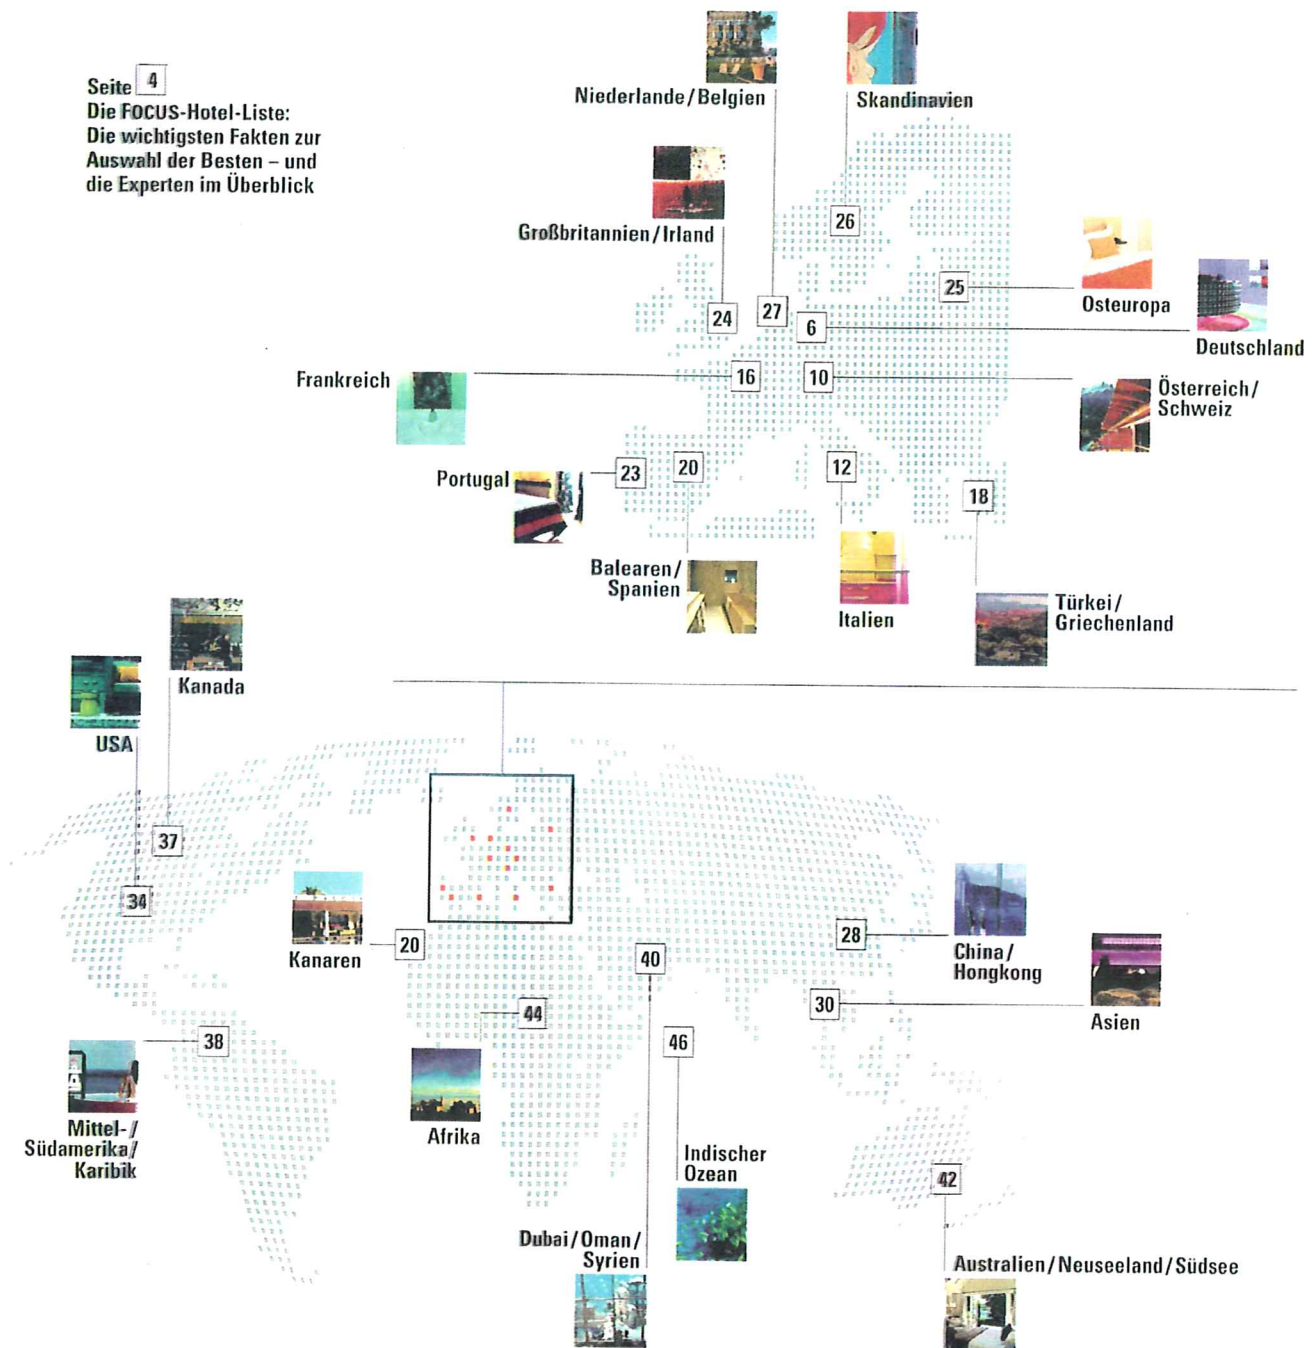 Seite 4
Die FOCUS-Hotel-Liste:
Die wichtigsten Fakten zur
Auswahl der Besten – und
die Experten im Überblick
Niederlande/Belgien
Skandinavien
Großbritannien/Irland
26
25
Osteuropa
24
27
6
Deutschland
Frankreich
16
10
Österreich/
Schweiz
Portugal
23
20
12
18
Balearen/
Spanien
Italien
Türkei/
Griechenland
Kanada
USA
37
34
Kanaren
20
40
28
China/
Hongkong
30
Asien
44
38
46
Mittel-/
Südamerika/
Karibik
Afrika
Indischer
Ozean
42
Dubai/Oman/
Syrien
Australien/Neuseeland/Südsee